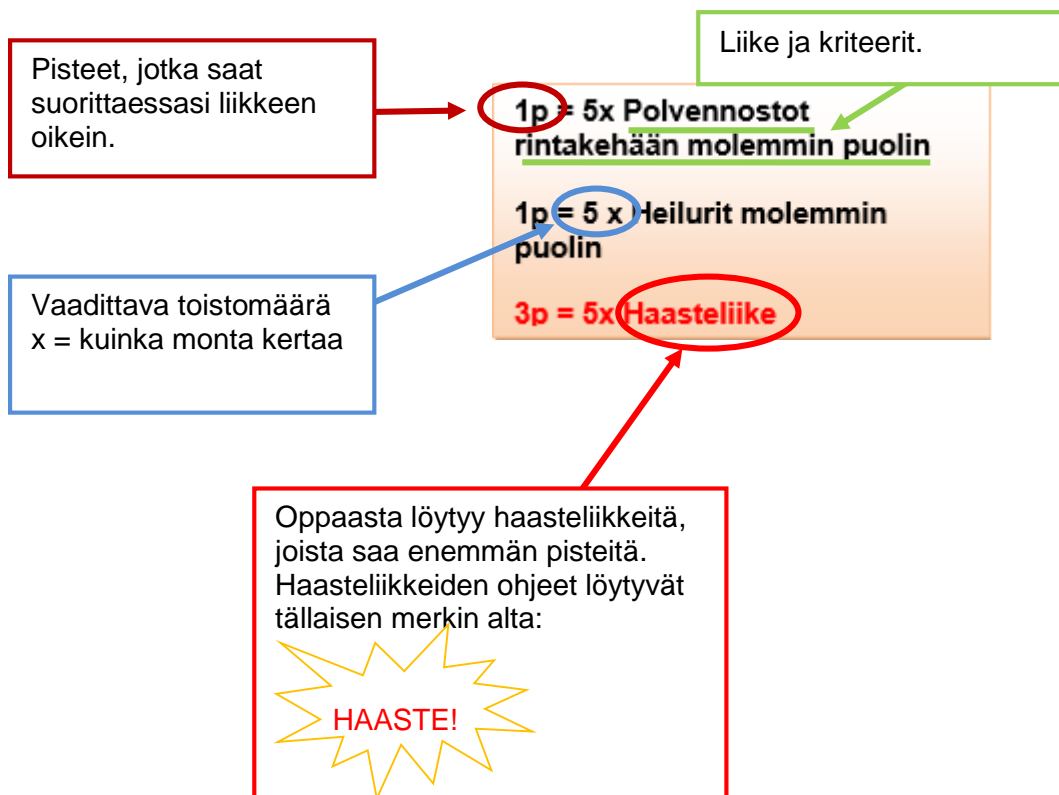 Pisteet, jotka saat
suorittaessasi liikkeen
oikein.
Liike ja kriteerit.
1p = 5x Polvennostot
rintakehään molemmin puolin
1p = 5 x Heilurit molemmin
puolin
3p = 5x Haasteliike
Vaadittava toistomäärä
x = kuinka monta kertaa
Oppaasta löytyy haasteliikkeitä,
joista saa enemmän pisteitä.
Haasteliikkeiden ohjeet löytyvät
tällaisen merkin alta:
HAASTE!